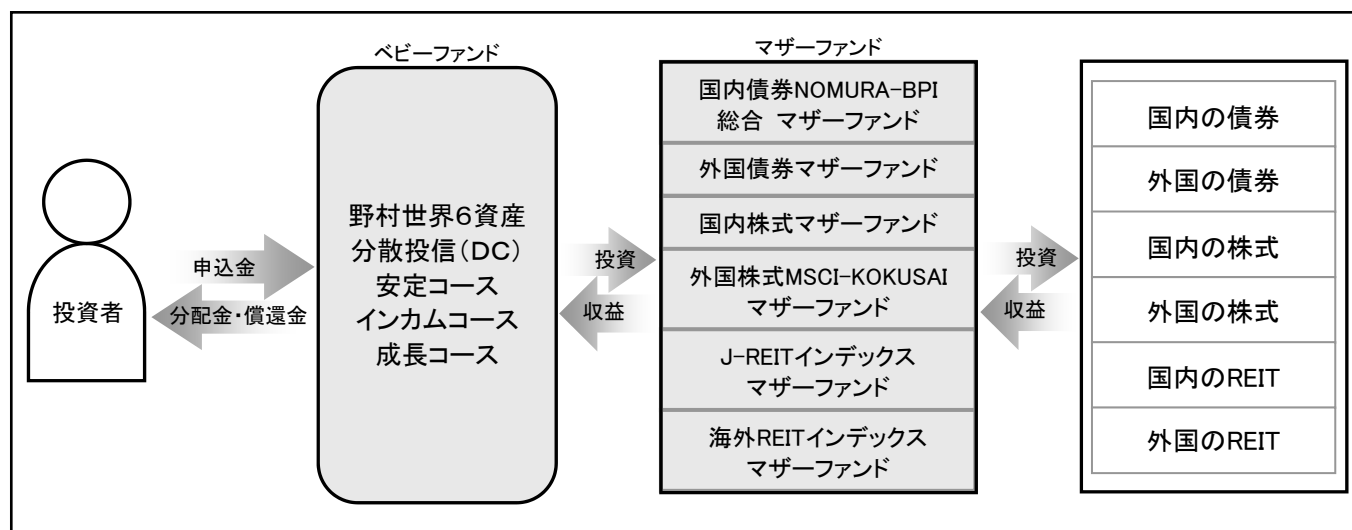 ベビーファンド
マザーファンド
投資者
申込金
分配金・償還金
野村世界6資産
分散投信(DC)
安定コース
インカムコース
成長コース
投資
収益
国内債券NOMURA-BPI
総合 マザーファンド
外国債券マザーファンド
国内株式マザーファンド
外国株式MSCI-KOKUSAI
マザーファンド
J-REITインデックス
マザーファンド
海外REITインデックス
マザーファンド
投資
収益
国内の債券
外国の債券
国内の株式
外国の株式
国内のREIT
外国のREIT